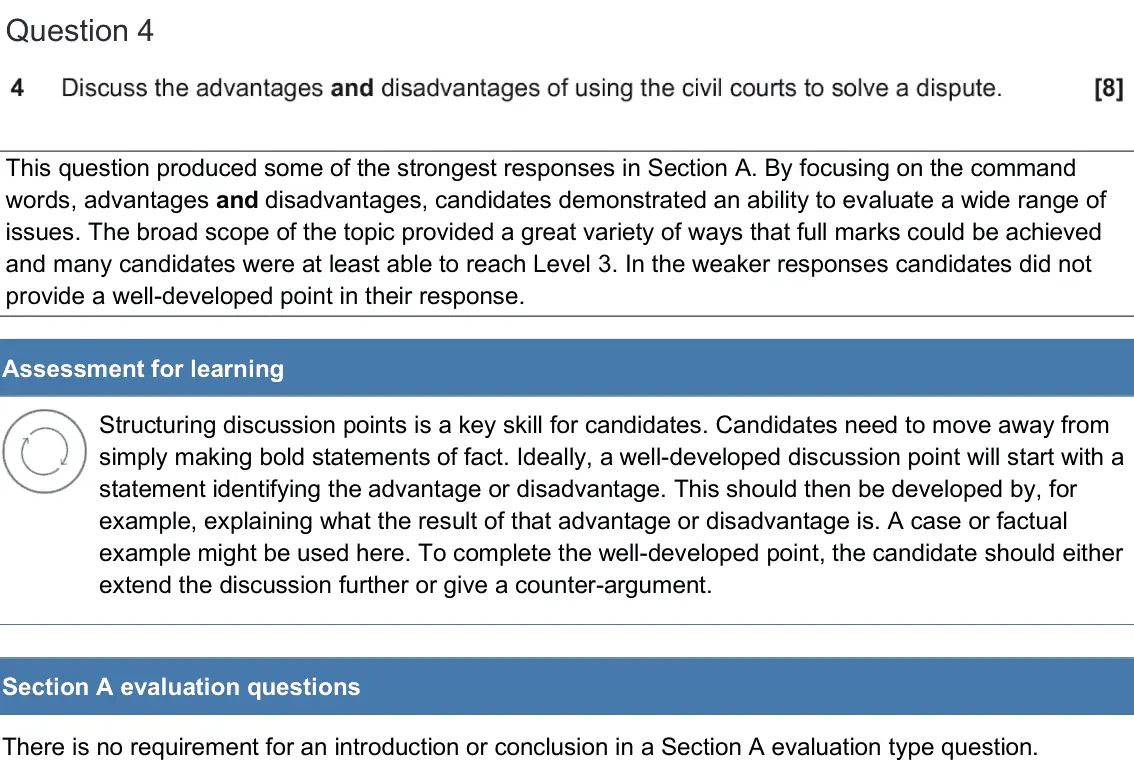 Question 4
4 Discuss the advantages and disadvantages of using the civil courts to solve a dispute. [8]
This question produced some of the strongest responses in Section A. By focusing on the command
words, advantages and disadvantages, candidates demonstrated an ability to evaluate a wide range of
issues. The broad scope of the topic provided a great variety of ways that full marks could be achieved
and many candidates were at least able to reach Level 3. In the weaker responses candidates did not
provide a well-developed point in their response.
Assessment for learning
Structuring discussion points is a key skill for candidates. Candidates need to move away from
simply making bold statements of fact. Ideally, a well-developed discussion point will start with a
statement identifying the advantage or disadvantage. This should then be developed by, for
example, explaining what the result of that advantage or disadvantage is. A case or factual
example might be used here. To complete the well-developed point, the candidate should either
extend the discussion further or give a counter-argument.
Section A evaluation questions
There is no requirement for an introduction or conclusion in a Section A evaluation type question.